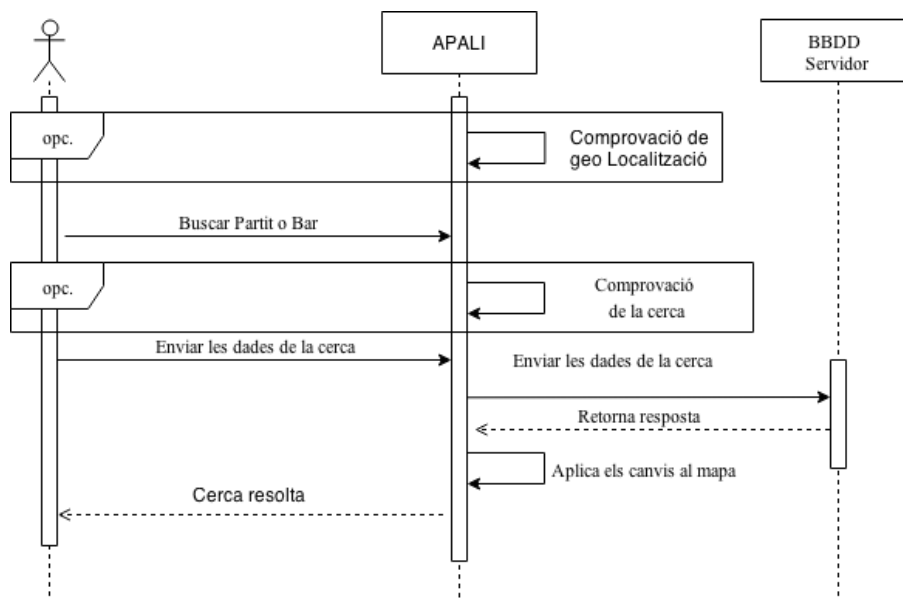 APALI
BBDD
Servidor
opc.
Comprovació de
geo Localització
Buscar Partit o Bar
opc.
Comprovació
de la cerca
Enviar les dades de la cerca
Enviar les dades de la cerca
Retorna resposta
Aplica els canvis al mapa
Cerca resolta